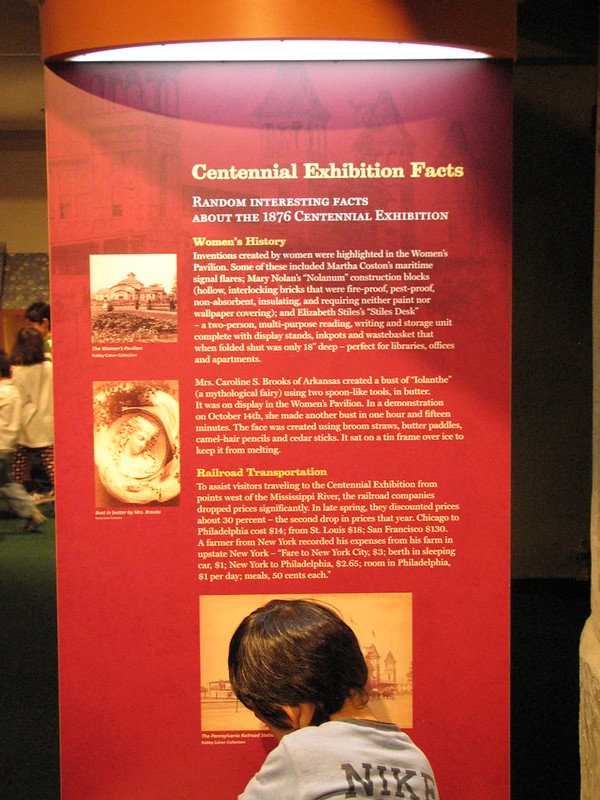 Centennial Exhibition Facts
RANDOM INTERESTING FACTS
ABOUT THE 1876 CENTENNIAL EXHIBITION
Women's History
Inventions created by women were highlighted in the Women's
Pavilion. Some of these included Martha Coston's maritime
signal flares; Mary Nolan's "Nolanum" construction blocks
(hollow, interlocking bricks that were fire-proof, pest-proof,
non-absorbent, insulating, and requiring neither paint nor
wallpaper covering); and Elizabeth Stiles's "Stiles Desk"
– a two-person, multi-purpose reading, writing and storage unit
complete with display stands, inkpots and wastebasket that
when folded shut was only 18" deep – perfect for libraries, offices
and apartments.
The Women's Pavilion
Robby Cohen Collection
Mrs. Caroline S. Brooks of Arkansas created a bust of "Iolanthe"
(a mythological fairy) using two spoon-like tools, in butter.
It was on display in the Women's Pavilion. In a demonstration
on October 14th, she made another bust in one hour and fifteen
minutes. The face was created using broom straws, butter paddles,
camel-hair pencils and cedar sticks. It sat on a tin frame over ice to
keep it from melting.
Bust in butter by Mrs. Brooks
Robby Cohen Collection
Railroad Transportation
To assist visitors traveling to the Centennial Exhibition from
points west of the Mississippi River, the railroad companies
dropped prices significantly. In late spring, they discounted prices
about 30 percent – the second drop in prices that year. Chicago to
Philadelphia cost $14; from St. Louis $18; San Francisco $130.
A farmer from New York recorded his expenses from his farm in
upstate New York – "Fare to New York City, $3; berth in sleeping
car, $1; New York to Philadelphia, $2.65; room in Philadelphia,
$1 per day; meals, 50 cents each."
The Pennsylvania Railroad
Robby Cohen Collection
NIKE